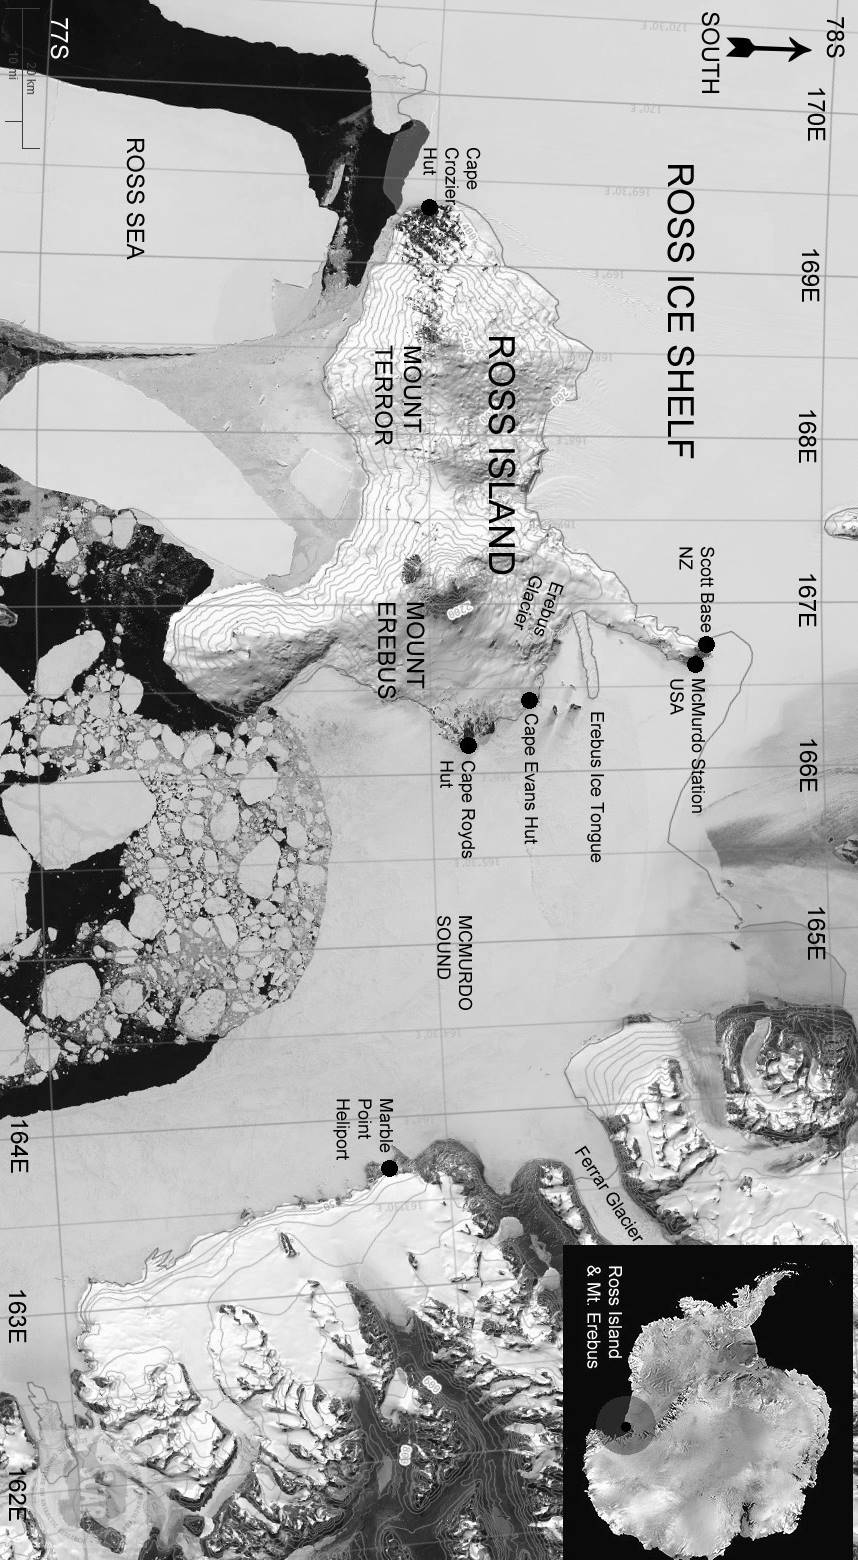 78S
SOUTH
170E
169E
168E
167E
166E
165E
ROSS ICE SHELF
Scott Base
NZ
McMurdo Station
USA
Erebus Ice Tongue
Erebus
Glacier
Cape Evans Hut
ROSS ISLAND
Cape
Crozier
Hut
MOUNT
TERROR
MOUNT
EREBUS
Cape Royds
Hut
MCMURDO
SOUND
Marble
Point
Heliport
Ferrar Glacier
Ross Island
& Mt. Erebus
ROSS SEA
77S
20 km
10 mi
164E
163E
162E